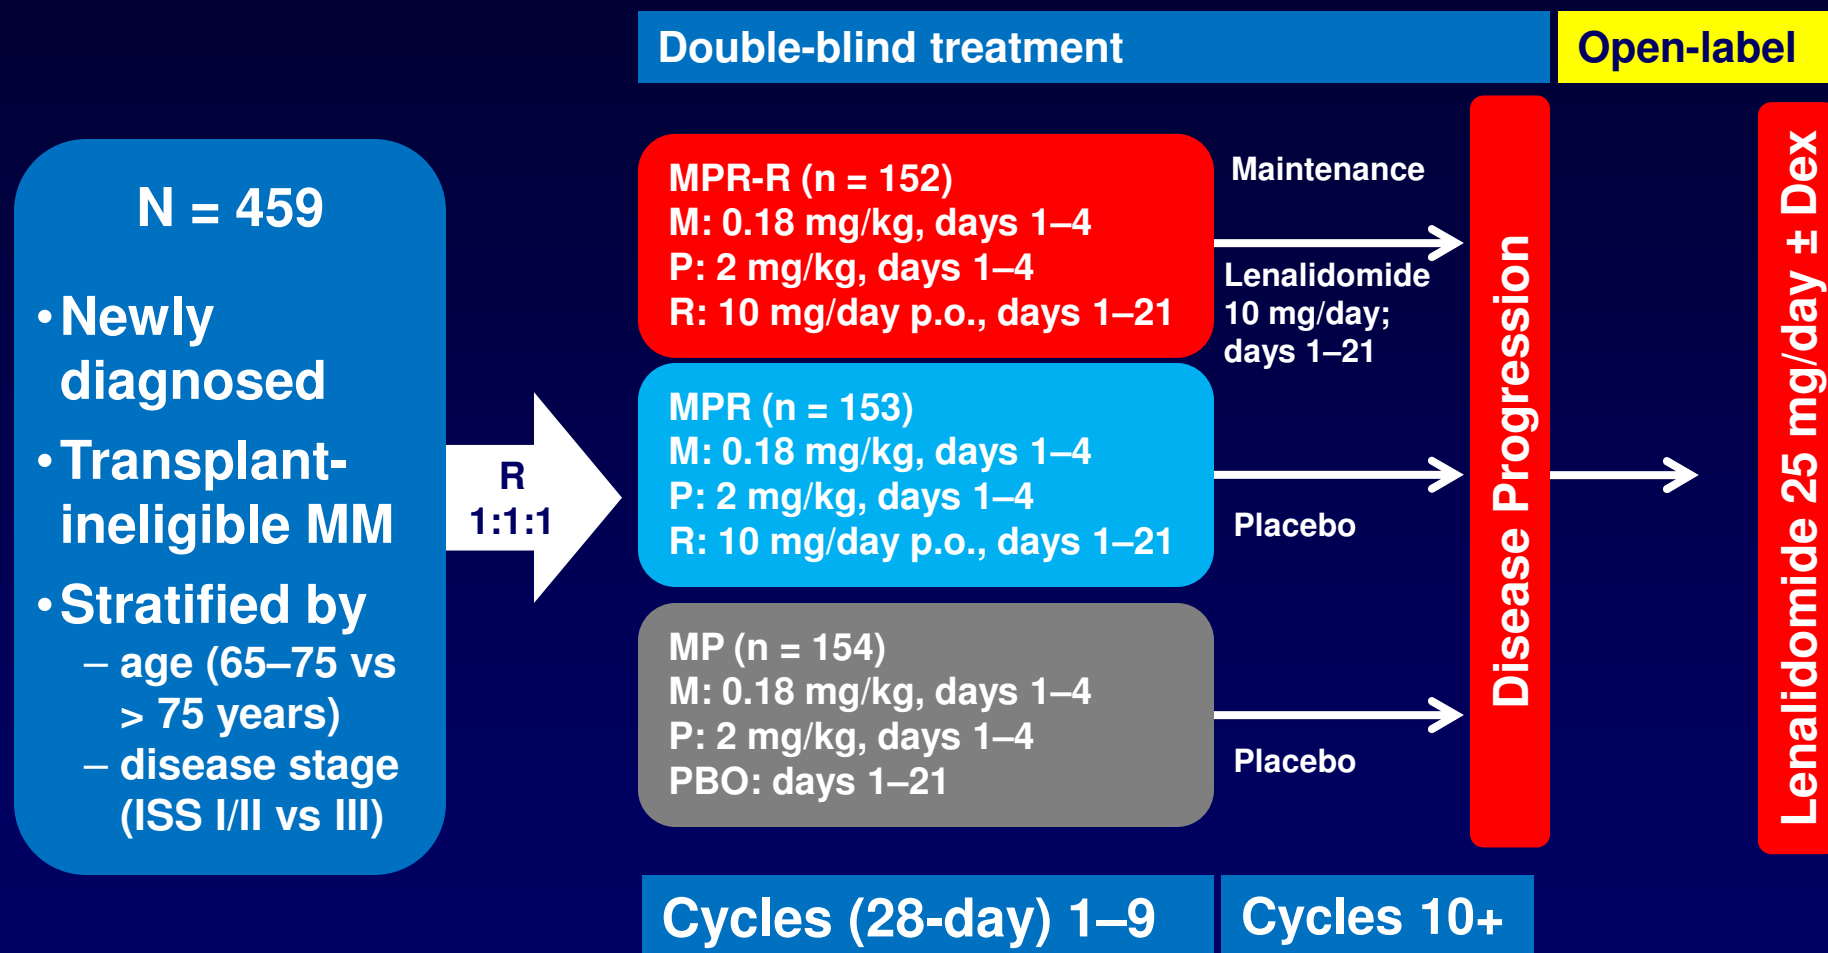 Double-blind treatment
Open-label
N = 459
•Newly
diagnosed
•Transplant-
ineligible MM
•Stratified by
– age (65–75 vs
> 75 years)
– disease stage
(ISS I/II vs III)
R
1:1:1
MPR-R (n = 152)
M: 0.18 mg/kg, days 1–4
P: 2 mg/kg, days 1–4
R: 10 mg/day p.o., days 1–21
Maintenance
Lenalidomide
10 mg/day;
days 1–21
MPR (n = 153)
M: 0.18 mg/kg, days 1–4
P: 2 mg/kg, days 1–4
R: 10 mg/day p.o., days 1–21
Placebo
MP (n = 154)
M: 0.18 mg/kg, days 1–4
P: 2 mg/kg, days 1–4
PBO: days 1–21
Placebo
Disease Progression
Lenalidomide 25 mg/day ± Dex
Cycles (28-day) 1–9
Cycles 10+